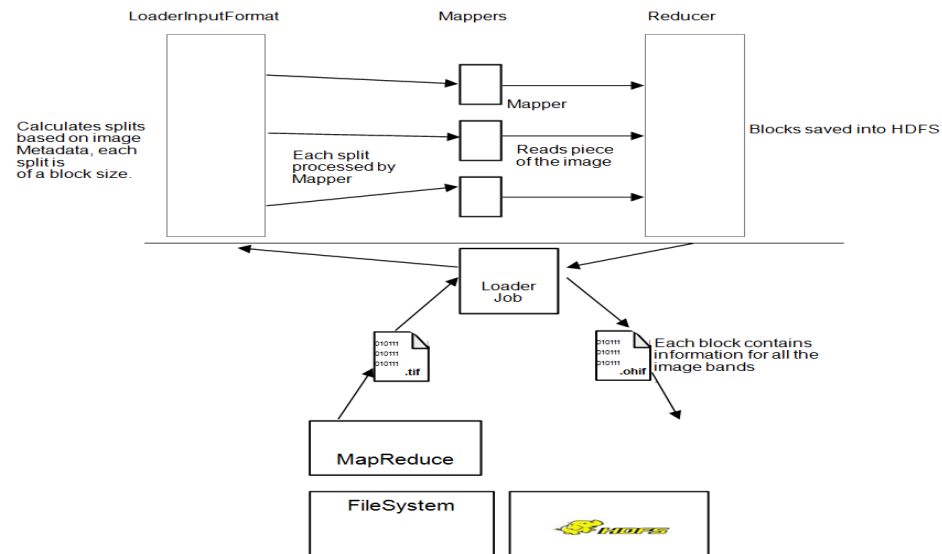 LoaderInputFormat
Mappers
Reducer
Calculates splits
based on image
Metadata, each
split is
of a block size.
Each split
processed by
Mapper
Mapper
Reads piece
of the image
Blocks saved into HDFS
Loader
Job
010111
010111
010111
.tif
010111
010111
010111
.ohif
Each block contains
information for all the
image bands
MapReduce
FileSystem
HDFS